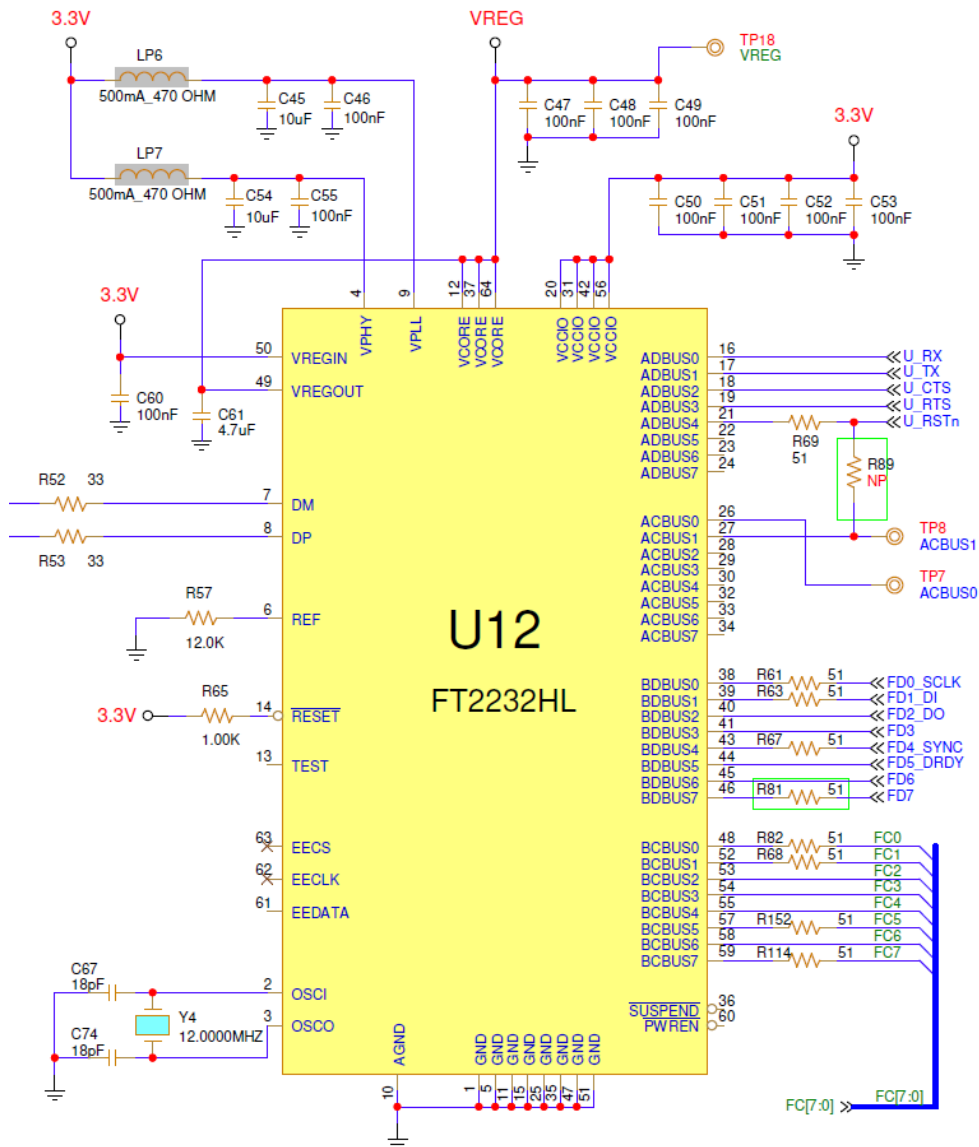 3.3V
VREG
LP6
500mA_470 OHM
C45
10uF
C46
100nF
TP18
VREG
C47
100nF
C48
100nF
C49
100nF
LP7
500mA_470 OHM
C54
10uF
C55
100nF
3.3V
C50
100nF
C51
100nF
C52
100nF
C53
100nF
4
9
12
37
64
20
31
42
56
VPHY
VPLL
VCORE
VCORE
VCORE
VCCIO
VCCIO
VCCIO
VCCIO
3.3V
50 VREGIN
49 VREGOUT
C60
100nF
C61
4.7uF
R52 33
7 DM
8 DP
R53 33
R57
6 REF
12.0K
R65
3.3V
14 RESET
1.00K
13 TEST
63 EECS
62 EECLK
61 EEDATA
C67
18pF
2 OSCI
Y4
12.0000MHZ
3 OSCO
C74
18pF
U12
FT2232HL
ADBUS0 16 U_RX
ADBUS1 17 U_TX
ADBUS2 18 U_CTS
ADBUS3 19 U_RTS
ADBUS4 21 U_RSTn
R69
51
ADBUS5 22
ADBUS6 23
ADBUS7 24
R89
NP
ACBUS0 26
ACBUS1 27
TP8
ACBUS1
ACBUS2 28
ACBUS3 29
ACBUS4 30
TP7
ACBUS0
ACBUS5 32
ACBUS6 33
ACBUS7 34
BDBUS0 38 R61 51 FD0_SCLK
BDBUS1 39 R63 51 FD1_DI
BDBUS2 40 FD2_DO
BDBUS3 41 FD3
BDBUS4 43 R67 51 FD4_SYNC
BDBUS5 44 FD5_DRDY
BDBUS6 45 FD6
BDBUS7 46 R81 51 FD7
BCBUS0 48 R82 51 FC0
BCBUS1 52 R68 51 FC1
BCBUS2 53 FC2
BCBUS3 54 FC3
BCBUS4 55 FC4
BCBUS5 57 R152 51 FC5
BCBUS6 58 FC6
BCBUS7 59 R114 51 FC7
SUSPEND 36
PWREN 60
AGND
GND
GND
GND
GND
GND
GND
GND
GND
10
1
5
11
15
25
35
47
51
FC[7:0] FC[7:0]